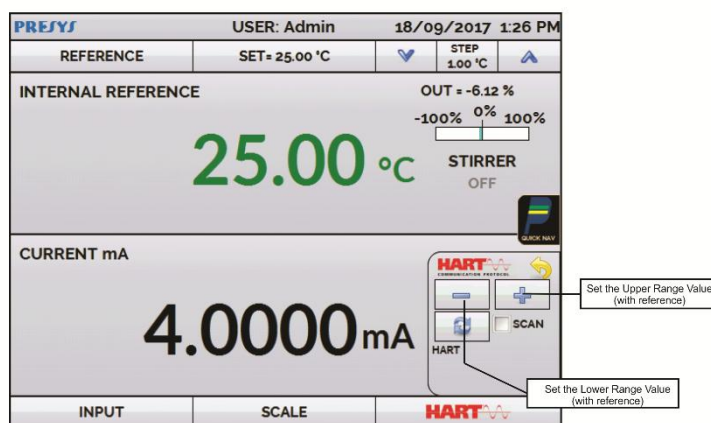 PRESYS USER: Admin 18/09/2017 1:26 PM
REFERENCE SET= 25.00 °C STEP
1.00 °C
INTERNAL REFERENCE OUT = -6.12 %
-100% 0% 100%
25.00 °C
STIRRER
OFF
QUICK NAV
CURRENT mA
HART
COMMUNICATION PROTOCOL
Set the Upper Range Value
(with reference)
4.0000 mA
SCAN
HART
Set the Lower Range Value
(with reference)
INPUT SCALE HART